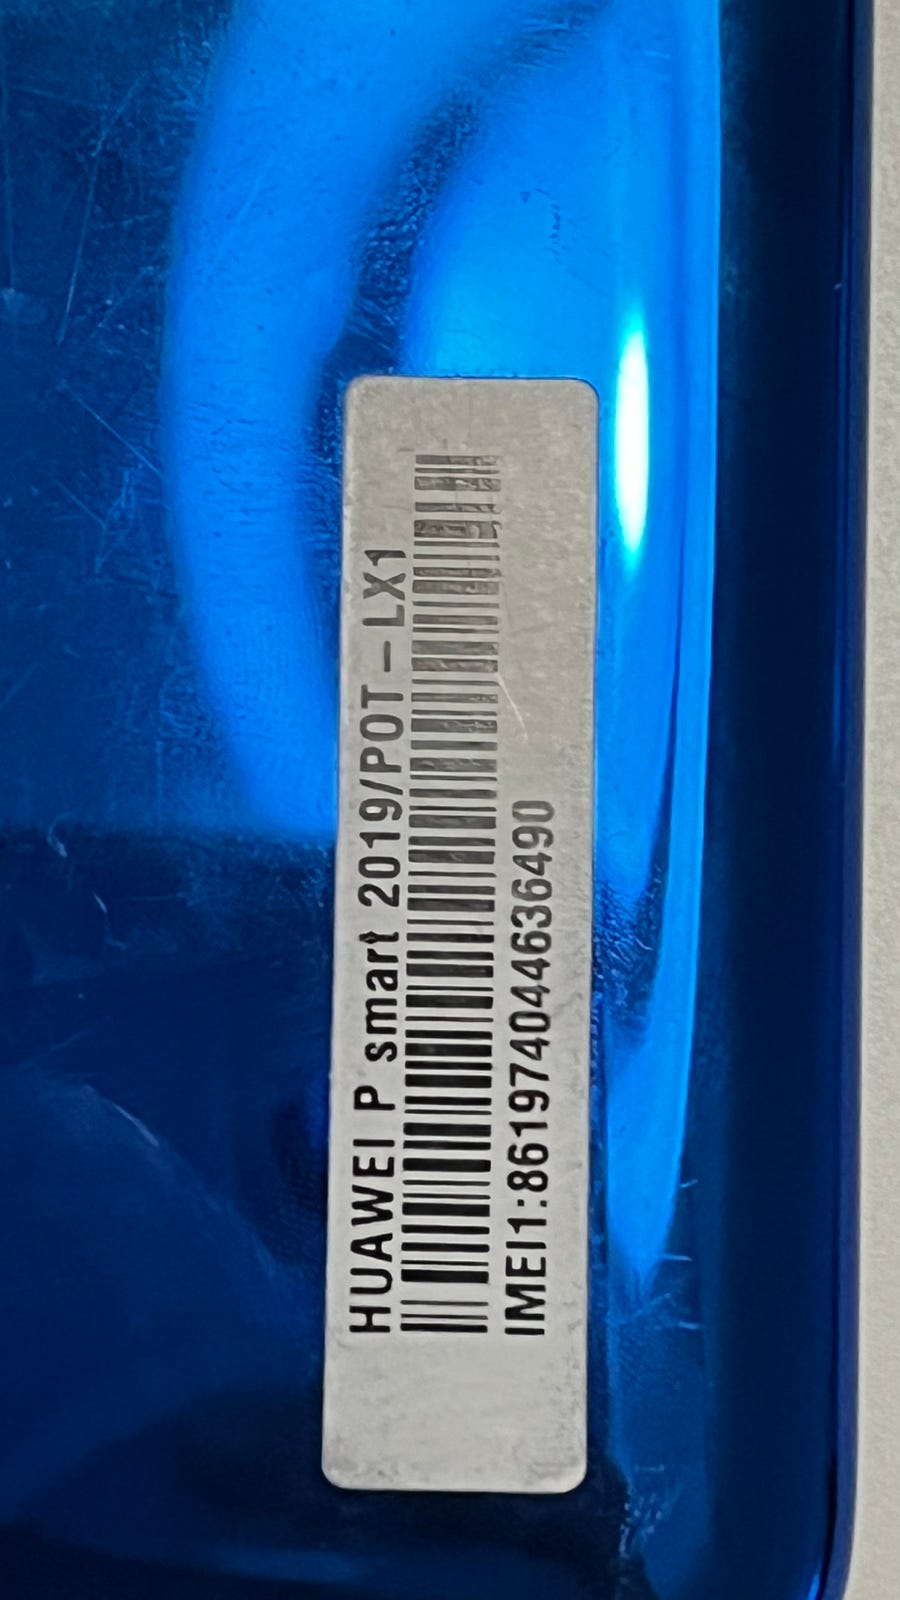 HUAWEI P smart 2019/POT-LX1
IMEI1:861974044636490